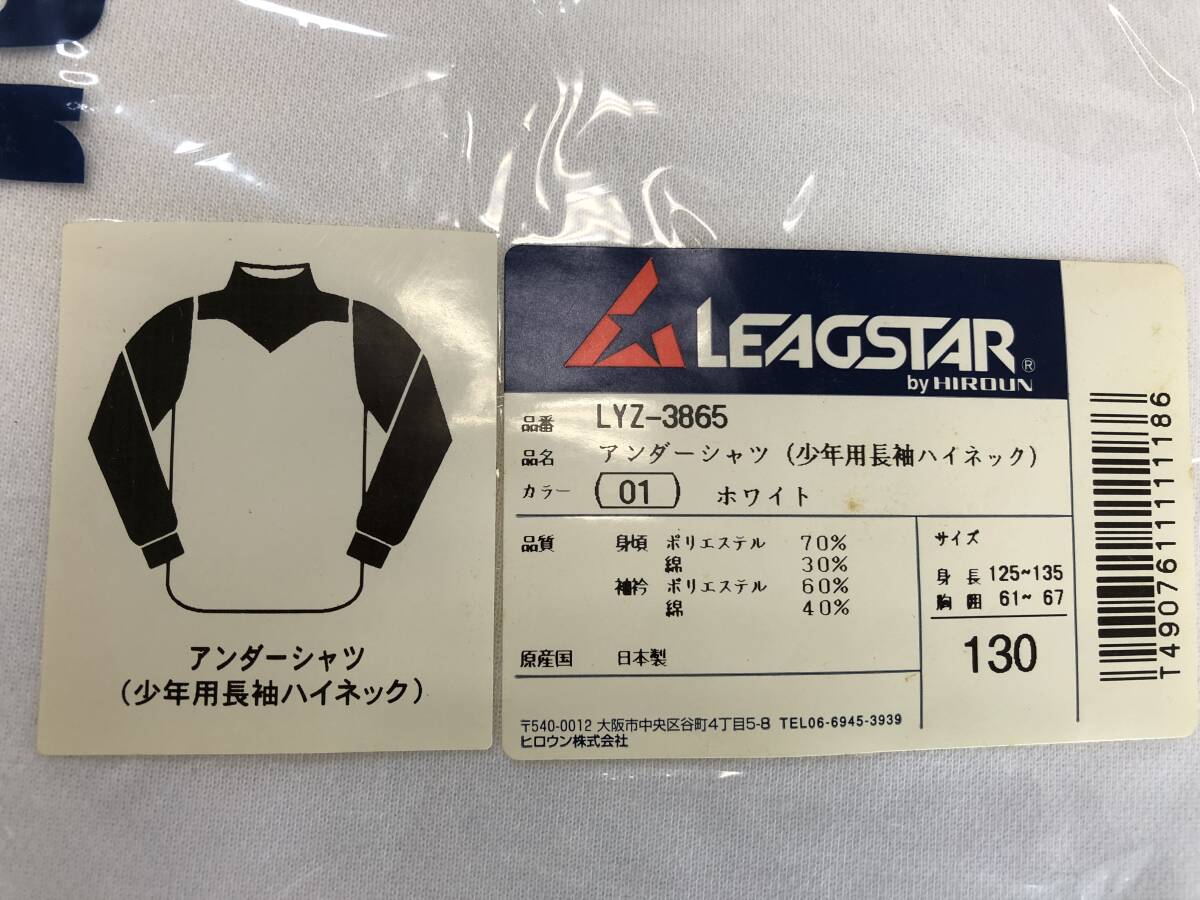 アンダーシャツ
(少年用長袖ハイネック)
LEAGSTAR®
by HIROUN
品番 LYZ-3865
品名 アンダーシャツ (少年用長袖ハイネック)
カラー (01) ホワイト
品質 身頃 ポリエステル 70%
綿 30%
袖衿 ポリエステル 60%
綿 40%
原産国 日本製
サイズ
身長 125~135
胸囲 61~67
130
〒540-0012 大阪市中央区谷町4丁目5-8 TEL06-6945-3939
ヒロウン株式会社
T4907611111186